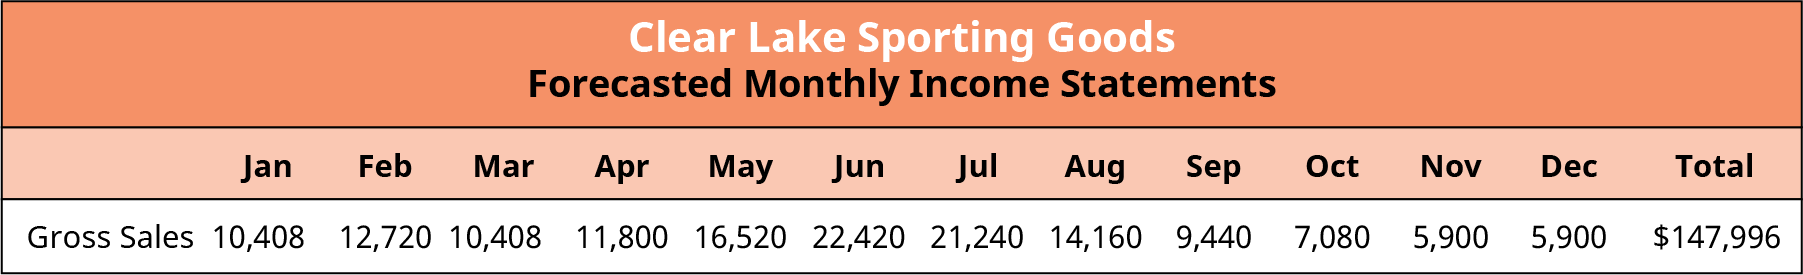 Clear Lake Sporting Goods
Forecasted Monthly Income Statements
Jan Feb Mar Apr May Jun Jul Aug Sep Oct Nov Dec Total
Gross Sales 10,408 12,720 10,408 11,800 16,520 22,420 21,240 14,160 9,440 7,080 5,900 5,900 $147,996